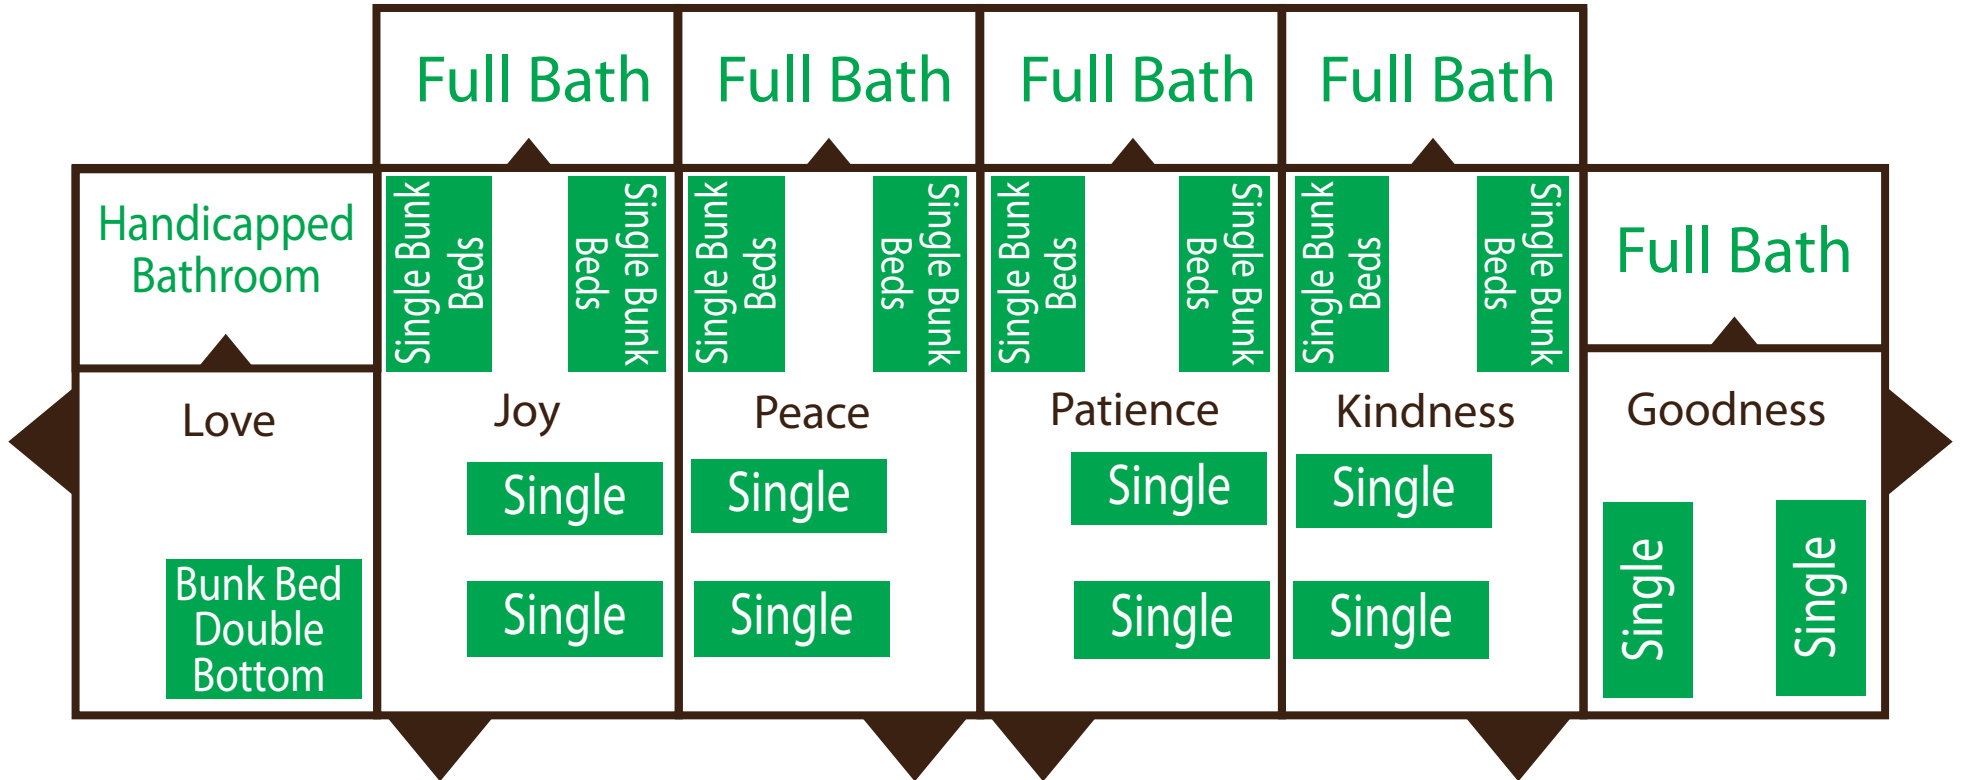 Full Bath
Full Bath
Full Bath
Full Bath
Handicapped
Bathroom
Single Bunk
Beds
Single Bunk
Beds
Single Bunk
Beds
Single Bunk
Beds
Single Bunk
Beds
Single Bunk
Beds
Single Bunk
Beds
Single Bunk
Beds
Full Bath
Love
Joy
Peace
Patience
Kindness
Goodness
Single
Single
Single
Single
Bunk Bed
Double
Bottom
Single
Single
Single
Single
Single
Single